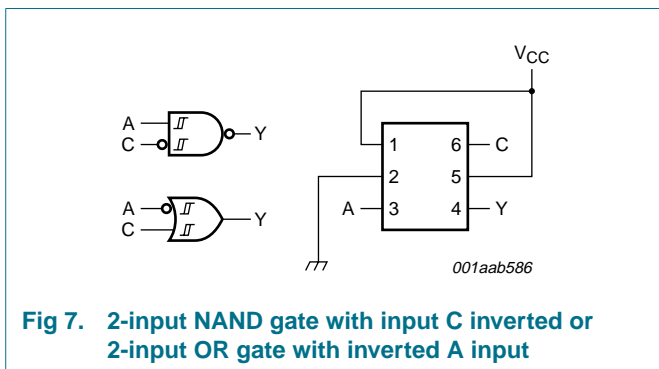 VCC
A
C
Y
1
6
C
2
5
A
3
4
Y
A
C
Y
001aab586
Fig 7. 2-input NAND gate with input C inverted or
2-input OR gate with inverted A input